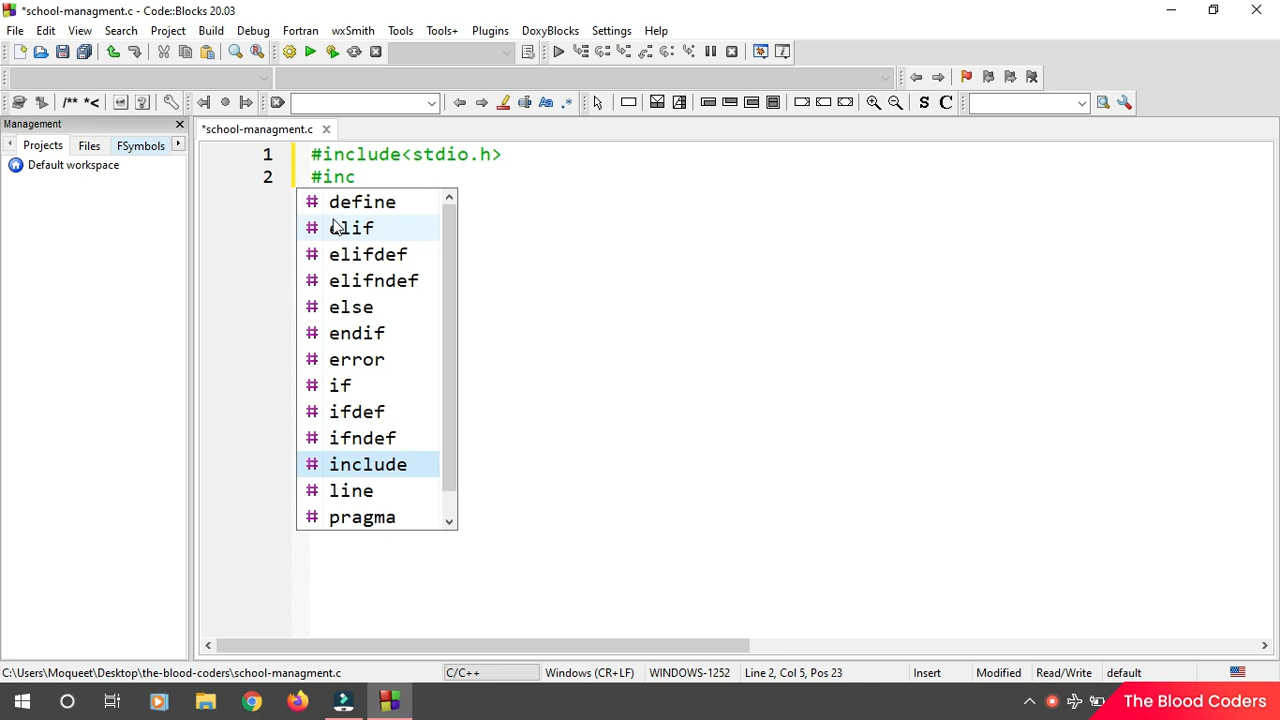 *school-managment.c - Code::Blocks 20.03
File Edit View Search Project Build Debug Fortran wxSmith Tools Tools+ Plugins DoxyBlocks Settings Help
/** *< S C
Management
Projects Files FSymbols
Default workspace
*school-managment.c
1 #include<stdio.h>
2 #inc
# define
# elif
# elifdef
# elifndef
# else
# endif
# error
# if
# ifdef
# ifndef
# include
# line
# pragma
C:\Users\Moqueet\Desktop\the-blood-coders\school-managment.c C/C++ Windows (CR+LF) WINDOWS-1252 Line 2, Col 5, Pos 23 Insert Modified Read/Write default
The Blood Coders